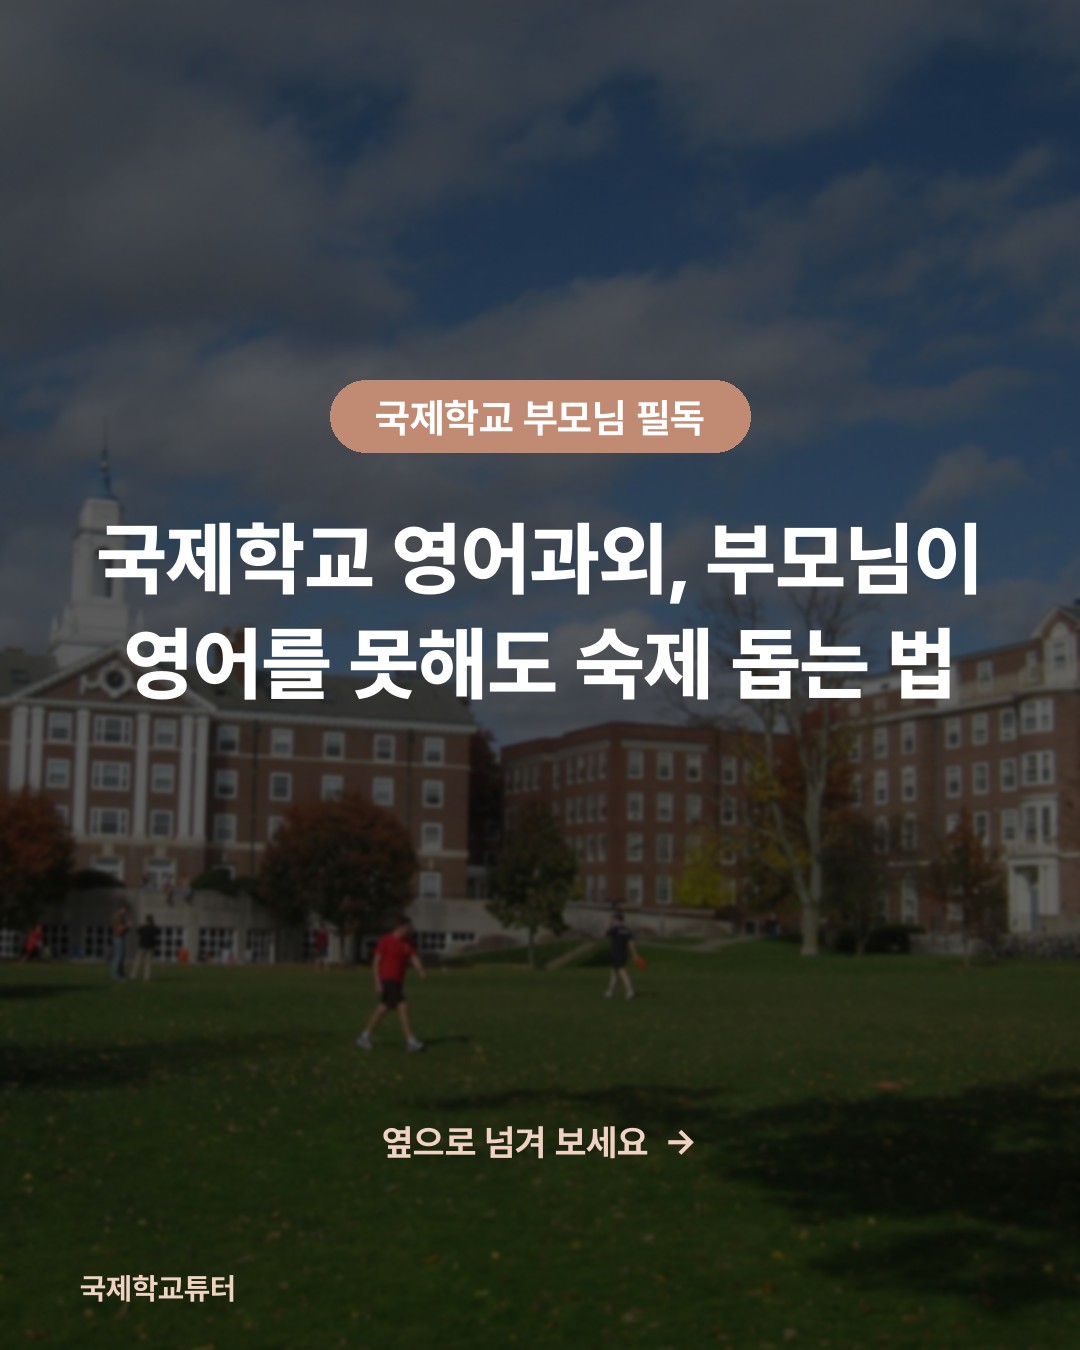 국제학교 부모님 필독
국제학교 영어과외, 부모님이
영어를 못해도 숙제 돕는 법
옆으로 넘겨 보세요 →
국제학교튜터